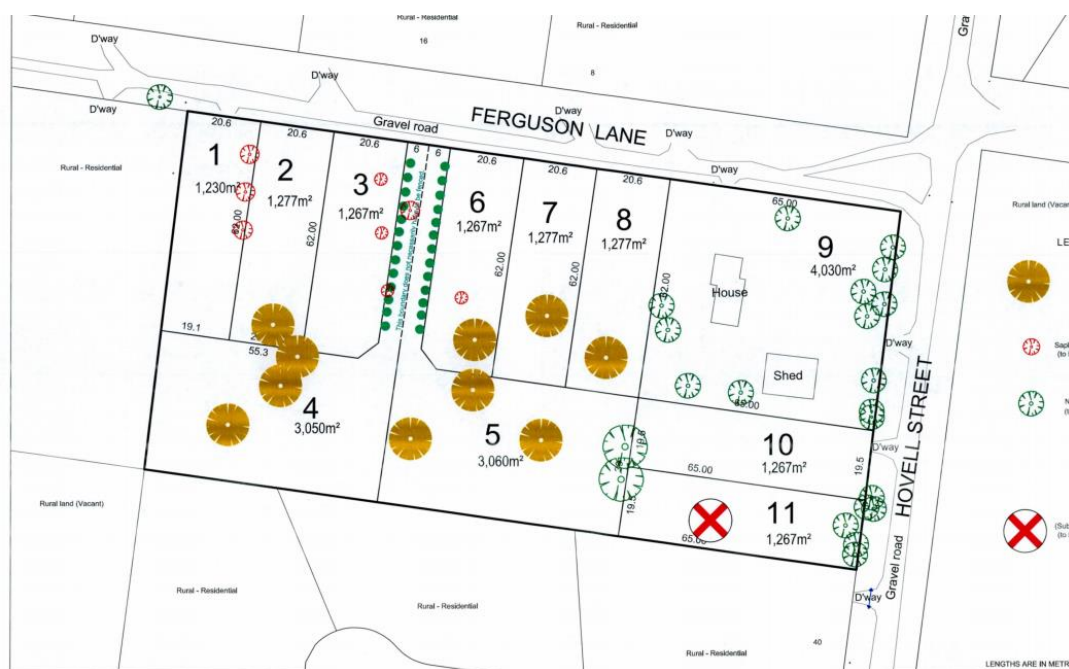 Rural - Residential
Rural - Residential
16
8
D'way
D'way
D'way
D'way
D'way
D'way
Gravel road
FERGUSON LANE
Rural - Residential
20.6
20.6
20.6
6
6
20.6
20.6
20.6
65.00
1
1,230m²
2
1,277m²
3
1,267m²
6
1,267m²
7
1,277m²
8
1,277m²
9
4,030m²
62.00
62.00
62.00
62.00
62.00
House
Shed
Rural land (Vacant)
D'way
19.1
55.3
65.00
4
3,050m²
5
3,060m²
10
1,267m²
19.5
19.5
65.00
D'way
HOVELL STREET
11
1,267m²
65.00
Gravel road
D'way
Rural land (Vacant)
Rural - Residential
Rural - Residential
Rural - Residential
40
LENGTHS ARE IN METR